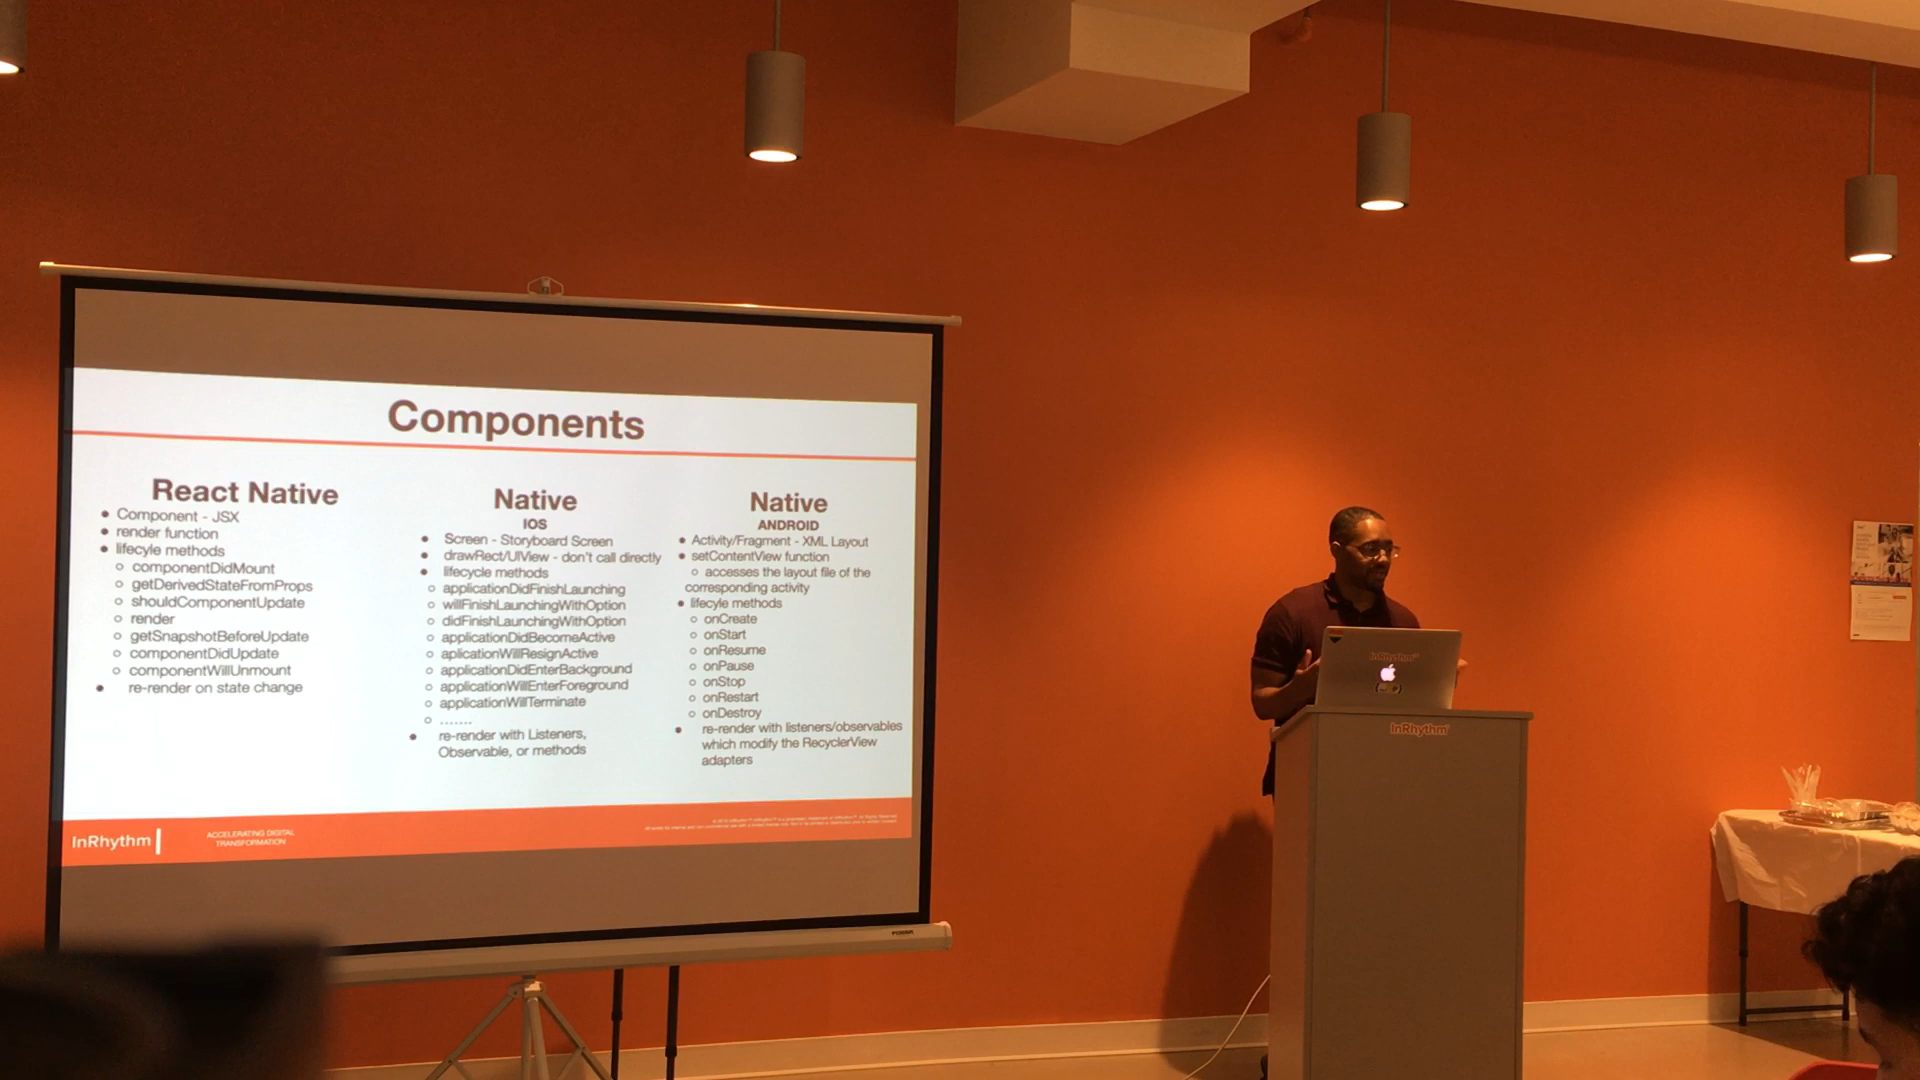 Components
React Native
● Component - JSX
● render function
● lifecyle methods
○ componentDidMount
○ getDerivedStateFromProps
○ shouldComponentUpdate
○ render
○ getSnapshotBeforeUpdate
○ componentDidUpdate
○ componentWillUnmount
● re-render on state change
Native
IOS
● Screen - Storyboard Screen
● drawRect/UIView - don't call directly
● lifecycle methods
○ applicationDidFinishLaunching
○ willFinishLaunchingWithOption
○ didFinishLaunchingWithOption
○ applicationDidBecomeActive
○ aplicationWillResignActive
○ applicationDidEnterBackground
○ applicationWillEnterForeground
○ applicationWillTerminate
○ .......
● re-render with Listeners,
Observable, or methods
Native
ANDROID
● Activity/Fragment - XML Layout
● setContentView function
○ accesses the layout file of the
corresponding activity
● lifecyle methods
○ onCreate
○ onStart
○ onResume
○ onPause
○ onStop
○ onRestart
○ onDestroy
● re-render with listeners/observables
which modify the RecyclerView
adapters
InRhythm
ACCELERATING DIGITAL
TRANSFORMATION
InRhythm
InRhythm